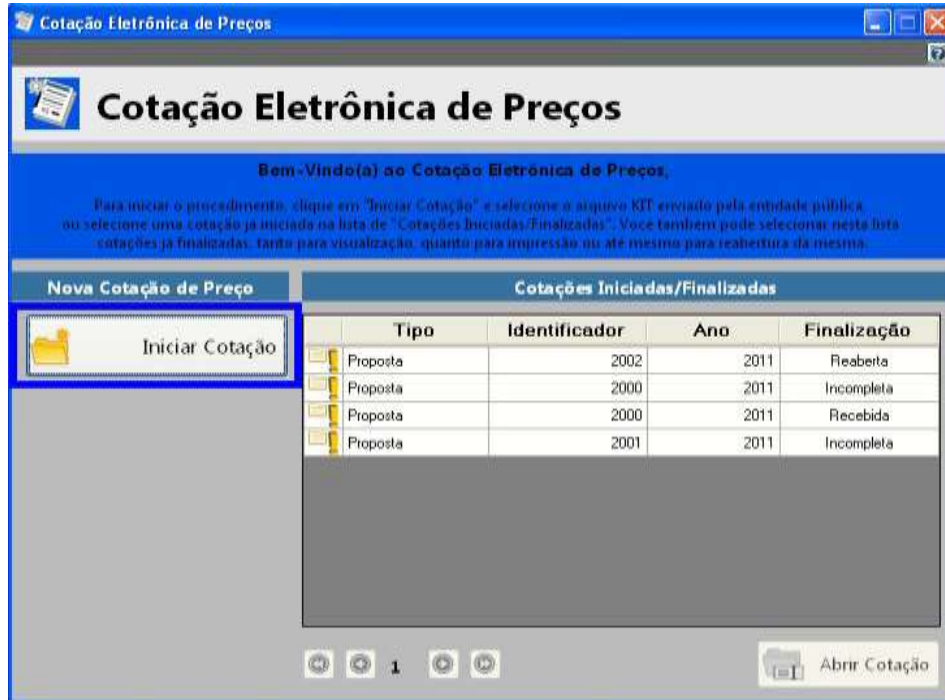 Cotação Eletrônica de Preços
Cotação Eletrônica de Preços
Bem-Vindo(a) ao Cotação Eletrônica de Preços,
Para iniciar o procedimento, clique em "Iniciar Cotação" e selecione o arquivo KIT enviado pela entidade pública,
ou selecione uma cotação já iniciada na lista de "Cotações Iniciadas/Finalizadas". Você tambem pode selecionar nesta lista
cotações já finalizadas, tanto para visualização, quanto para impressão ou até mesmo para reabertura da mesma.
Nova Cotação de Preço
Cotações Iniciadas/Finalizadas
Iniciar Cotação
Tipo Identificador Ano Finalização
Proposta 2002 2011 Reaberta
Proposta 2000 2011 Incompleta
Proposta 2000 2011 Recebida
Proposta 2001 2011 Incompleta
1
Abrir Cotação